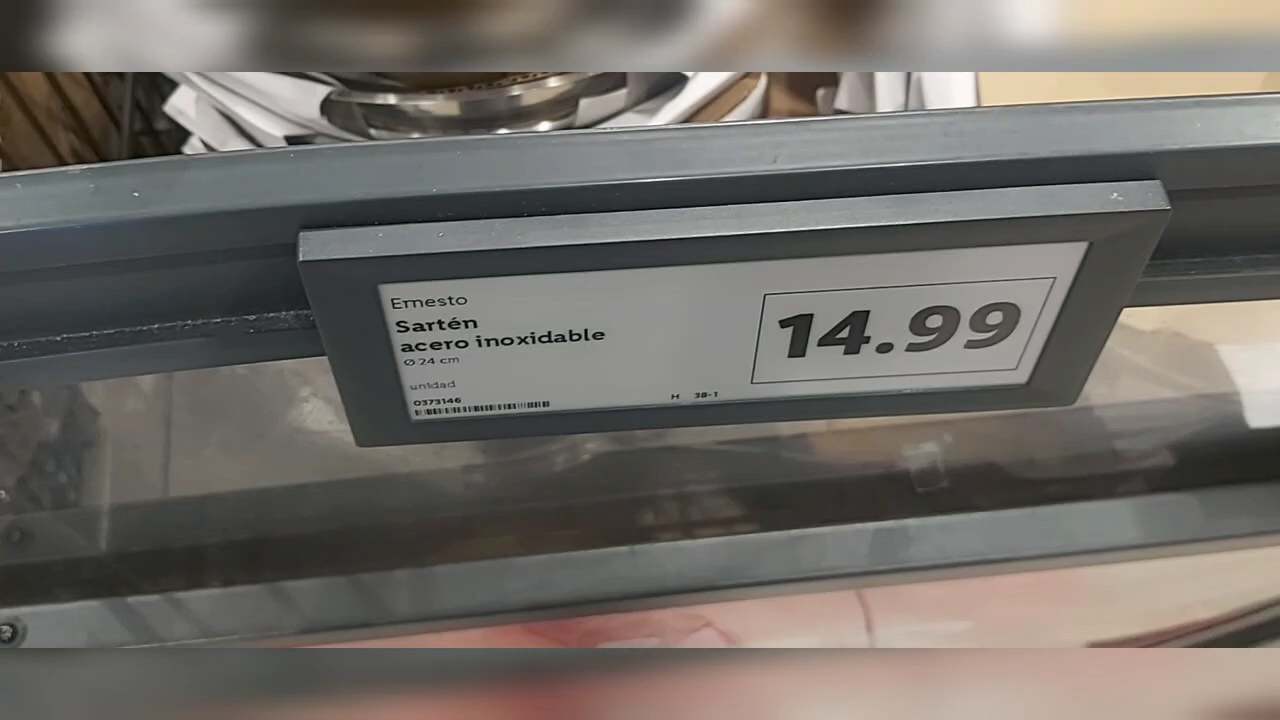 Ernesto
Sartén
acero inoxidable
Ø 24 cm
unidad
0373146
H 38-1
14.99